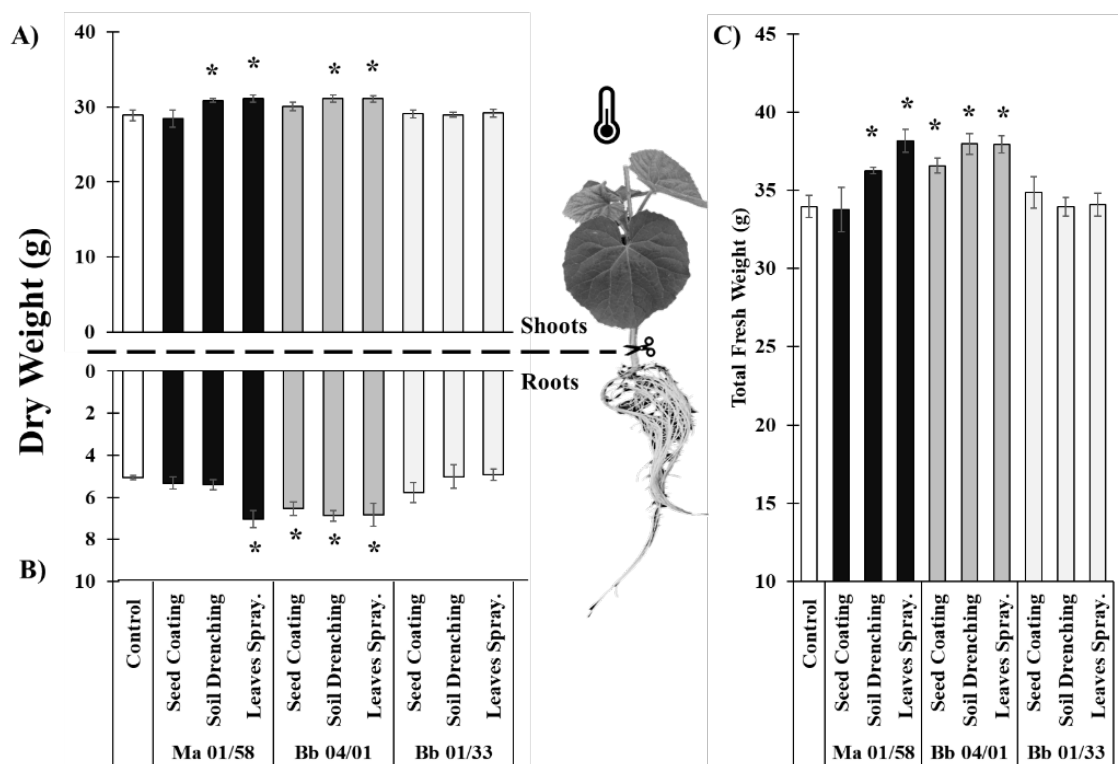 A)
Dry Weight (g)
40
30
20
10
0
* * * *
Shoots
Roots
0
2
4
6
8
10
* * * *
B)
Control
Seed Coating
Soil Drenching
Leaves Spray.
Seed Coating
Soil Drenching
Leaves Spray.
Seed Coating
Soil Drenching
Leaves Spray.
Ma 01/58
Bb 04/01
Bb 01/33
C)
Total Fresh Weight (g)
45
40
35
30
25
20
15
10
* * * * *
Control
Seed Coating
Soil Drenching
Leaves Spray.
Seed Coating
Soil Drenching
Leaves Spray.
Seed Coating
Soil Drenching
Leaves Spray.
Ma 01/58
Bb 04/01
Bb 01/33